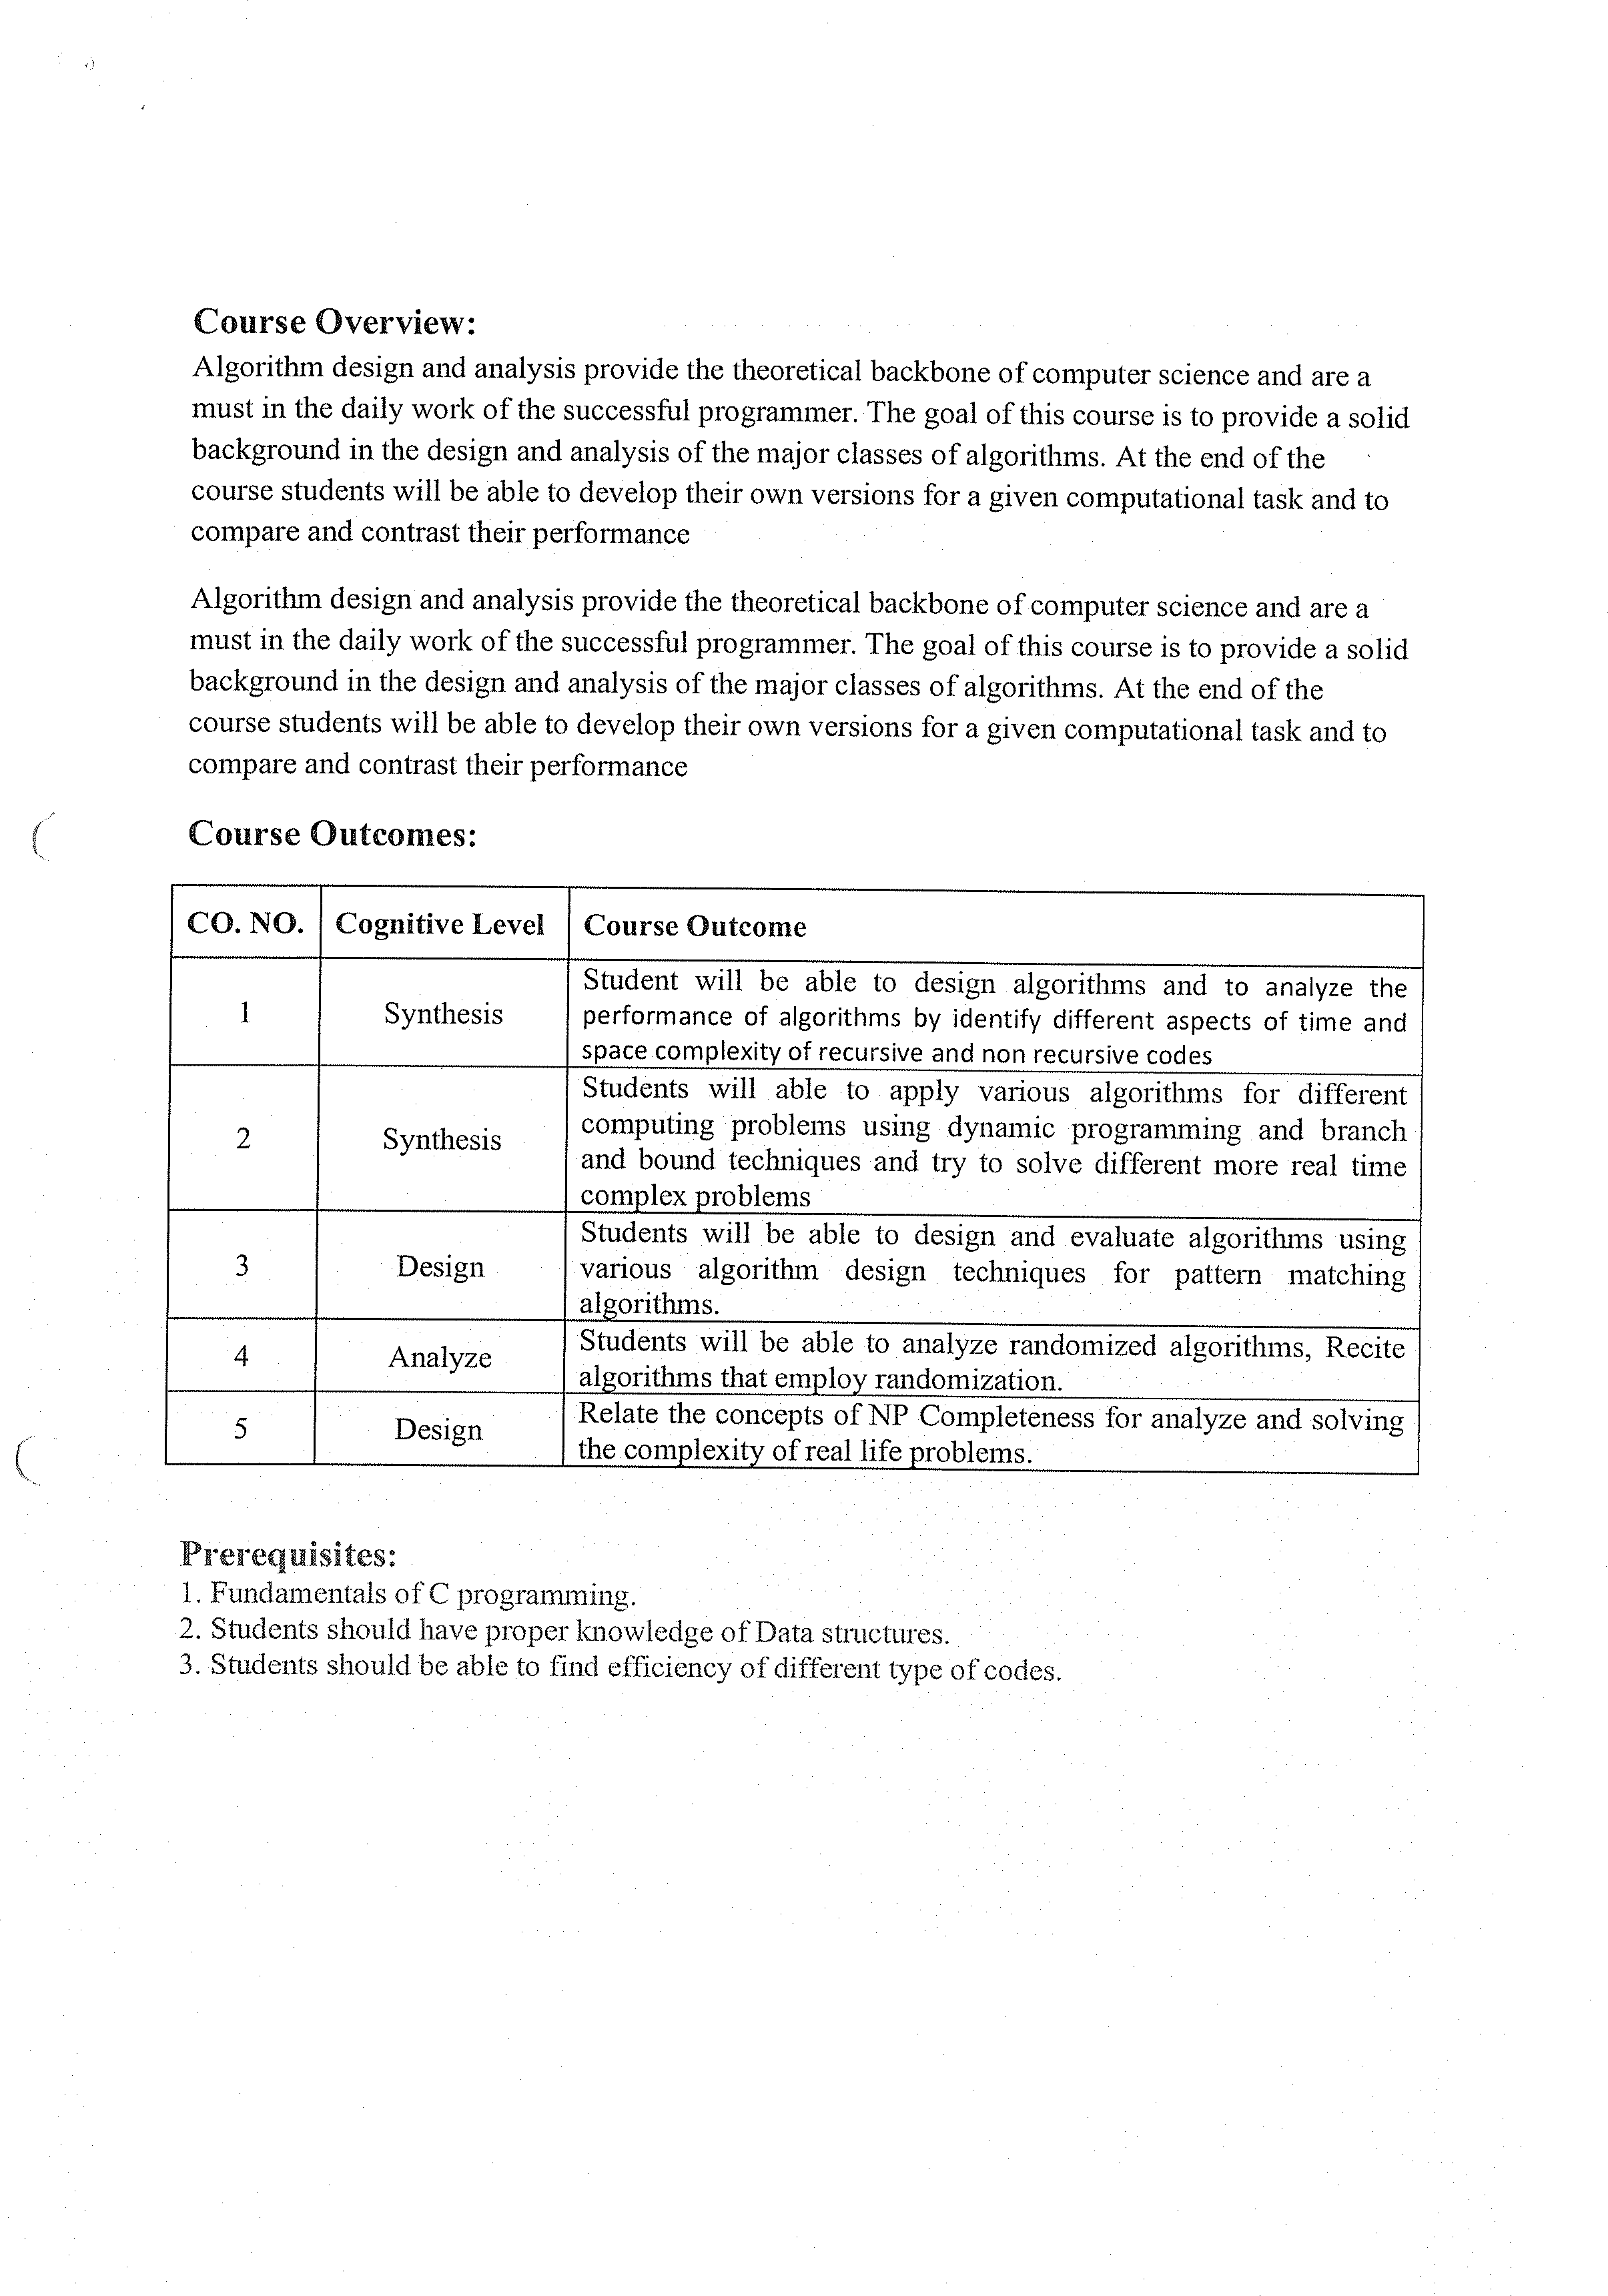 Course Overview:
Algorithm design and analysis provide the theoretical backbone of computer science and are a
must in the daily work of the successful programmer. The goal of this course is to provide a solid
background in the design and analysis of the major classes of algorithms. At the end of the
course students will be able to develop their own versions for a given computational task and to
compare and contrast their performance
Algorithm design and analysis provide the theoretical backbone of computer science and are a
must in the daily work of the successful programmer. The goal of this course is to provide a solid
background in the design and analysis of the major classes of algorithms. At the end of the
course students will be able to develop their own versions for a given computational task and to
compare and contrast their performance
Course Outcomes:
CO. NO. Cognitive Level Course Outcome
1 Synthesis Student will be able to design algorithms and to analyze the
performance of algorithms by identify different aspects of time and
space complexity of recursive and non recursive codes
2 Synthesis Students will able to apply various algorithms for different
computing problems using dynamic programming and branch
and bound techniques and try to solve different more real time
complex problems
3 Design Students will be able to design and evaluate algorithms using
various algorithm design techniques for pattern matching
algorithms.
4 Analyze Students will be able to analyze randomized algorithms, Recite
algorithms that employ randomization.
5 Design Relate the concepts of NP Completeness for analyze and solving
the complexity of real life problems.
Prerequisites:
1. Fundamentals of C programming.
2. Students should have proper knowledge of Data structures.
3. Students should be able to find efficiency of different type of codes.